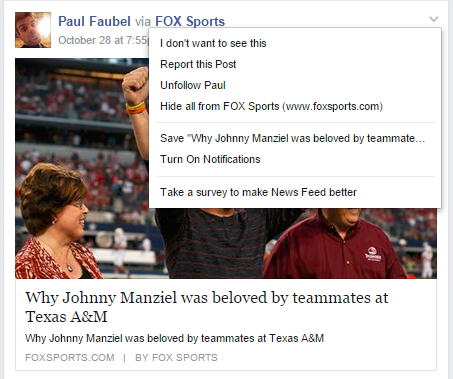 Paul Faubel via FOX Sports
October 28 at 7:55p
I don't want to see this
Report this Post
Unfollow Paul
Hide all from FOX Sports (www.foxsports.com)
Save "Why Johnny Manziel was beloved by teammate...
Turn On Notifications
Take a survey to make News Feed better
Why Johnny Manziel was beloved by teammates at
Texas A&M
Why Johnny Manziel was beloved by teammates at Texas A&M
FOXSPORTS.COM | BY FOX SPORTS